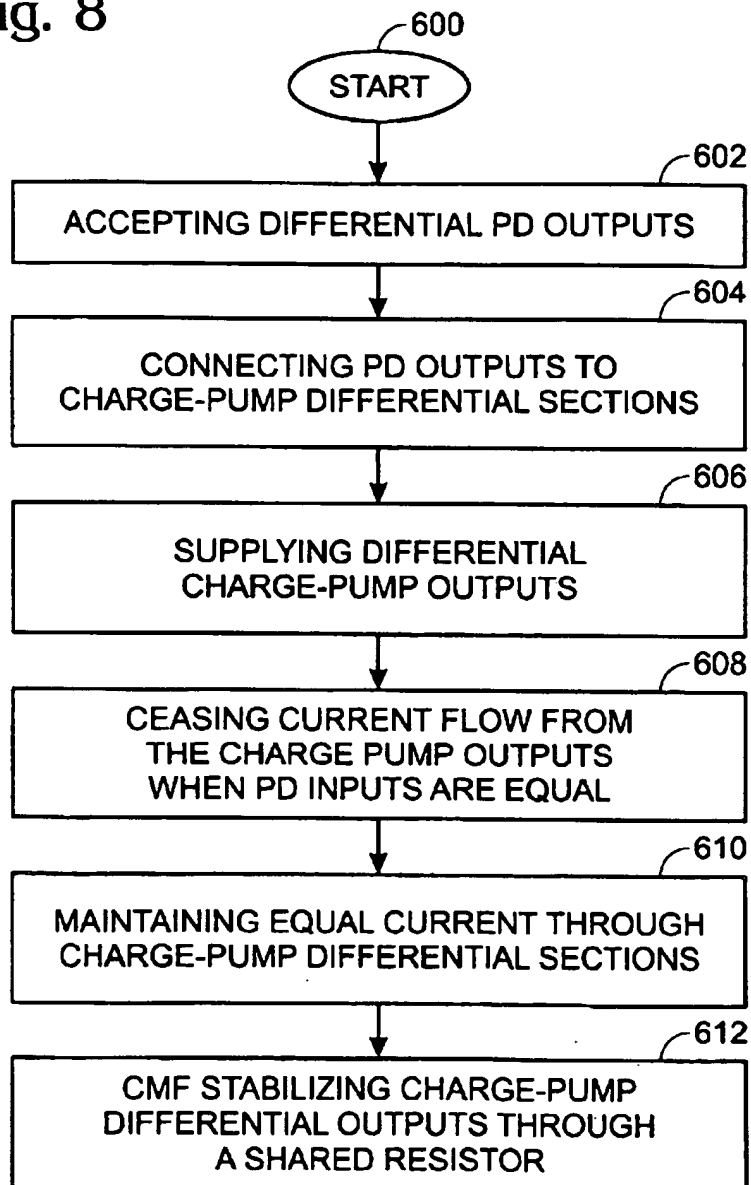 ig. 8
600
START
602
ACCEPTING DIFFERENTIAL PD OUTPUTS
604
CONNECTING PD OUTPUTS TO
CHARGE-PUMP DIFFERENTIAL SECTIONS
606
SUPPLYING DIFFERENTIAL
CHARGE-PUMP OUTPUTS
608
CEASING CURRENT FLOW FROM
THE CHARGE PUMP OUTPUTS
WHEN PD INPUTS ARE EQUAL
610
MAINTAINING EQUAL CURRENT THROUGH
CHARGE-PUMP DIFFERENTIAL SECTIONS
612
CMF STABILIZING CHARGE-PUMP
DIFFERENTIAL OUTPUTS THROUGH
A SHARED RESISTOR